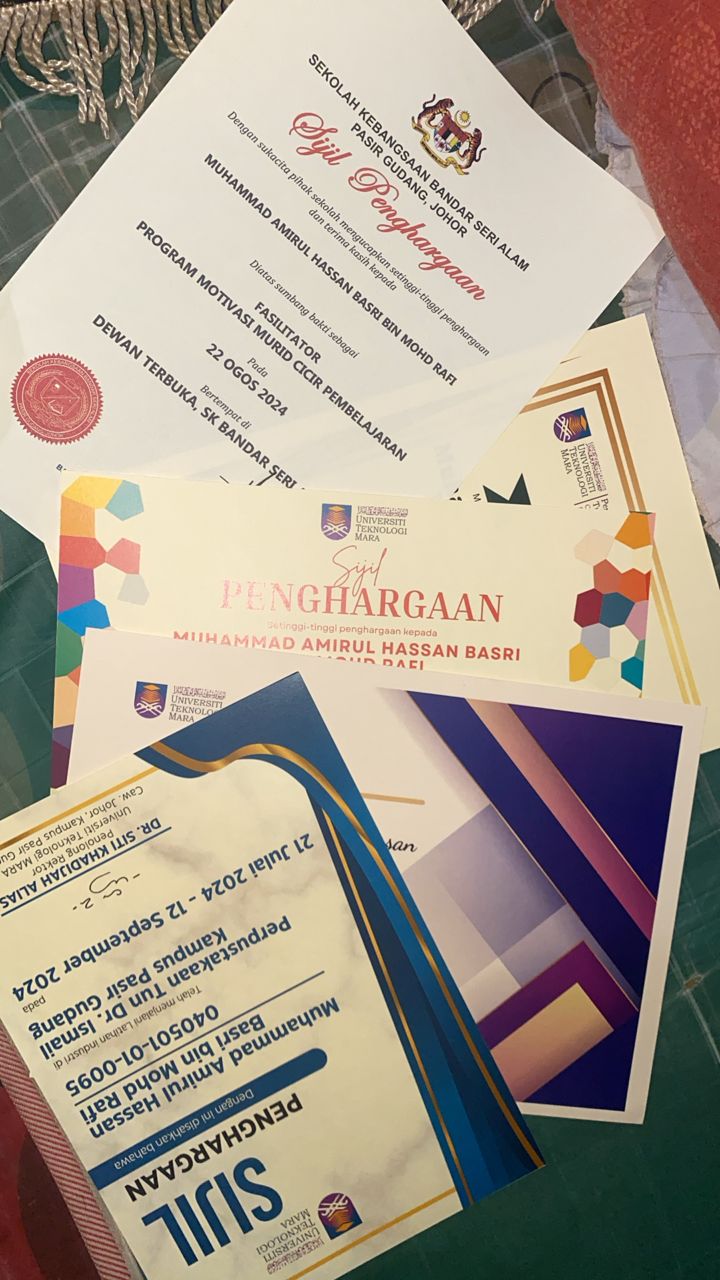 SEKOLAH KEBANGSAAN BANDAR SERI ALAM
PASIR GUDANG, JOHOR
Sijil Penghargaan
Dengan sukacita pihak sekolah mengucapkan setinggi-tinggi penghargaan
dan terima kasih kepada
MUHAMMAD AMIRUL HASSAN BASRI BIN MOHD RAFI
Diatas sumbang bakti sebagai
FASILITATOR
PROGRAM MOTIVASI MURID CICIR PEMBELAJARAN
Pada
22 OGOS 2024
Bertempat di
DEWAN TERBUKA, SK BANDAR SERI
UNIVERSITI
TEKNOLOGI
MARA
UNIVERSITI
TEKNOLOGI
MARA
Sijil
PENGHARGAAN
Setinggi-tinggi penghargaan kepada
MUHAMMAD AMIRUL HASSAN BASRI
MOHD RAFI
UNIVERSITI
TEKNOLOGI
MARA
san
UNIVERSITI
TEKNOLOGI
MARA
SIJIL
PENGHARGAAN
Dengan ini disahkan bahawa
Muhammad Amirul Hassan
Basri bin Mohd Rafi
040501-01-0095
Telah menjalani Latihan Industri di
Perpustakaan Tun Dr. Ismail
Kampus Pasir Gudang
pada
21 Julai 2024 - 12 September 2024
DR. SITI KHADIJAH ALIAS
Penolong Rektor
Universiti Teknologi MARA
Caw. Johor, Kampus Pasir Gu